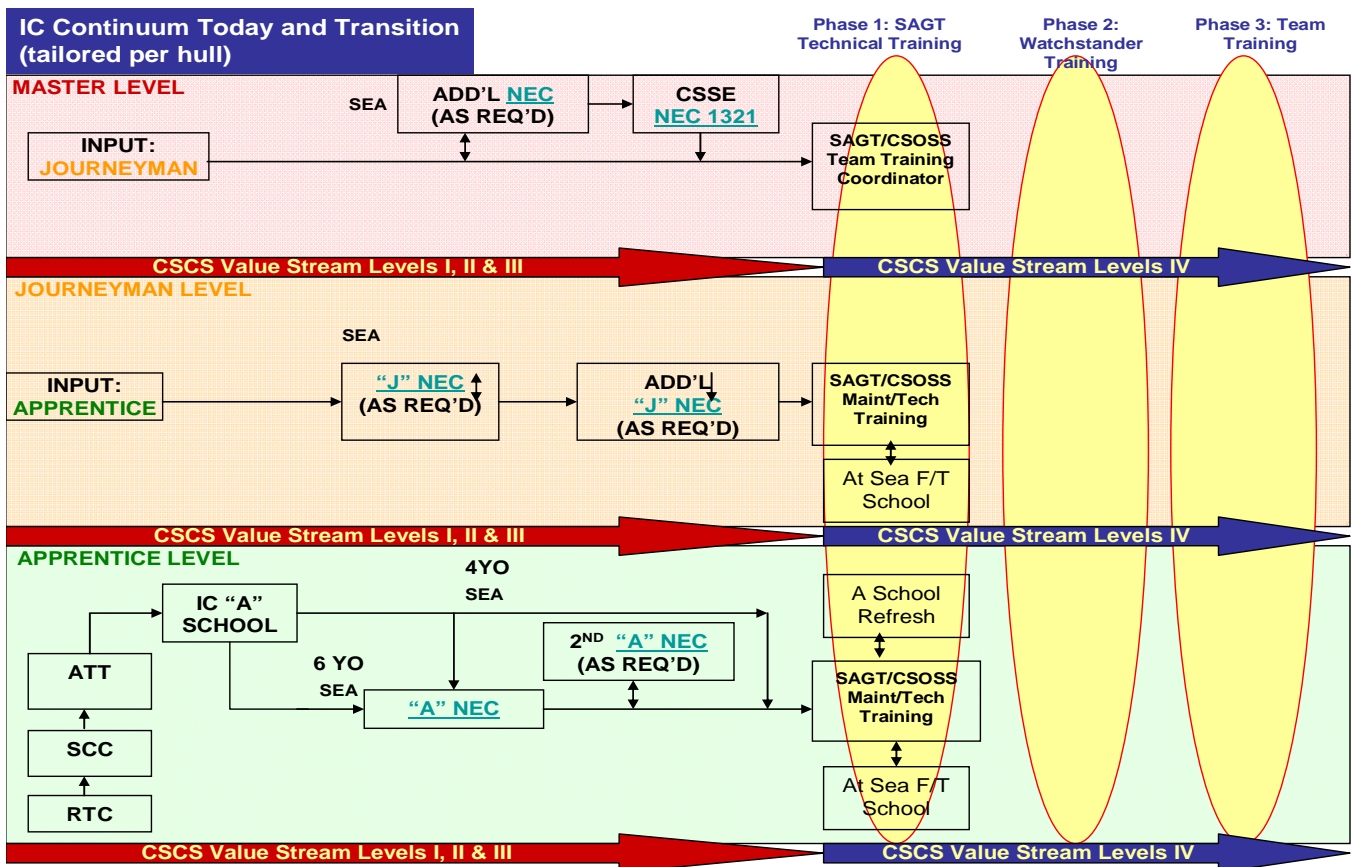 IC Continuum Today and Transition
(tailored per hull)
Phase 1: SAGT
Technical Training
Phase 2:
Watchstander
Training
Phase 3: Team
Training
MASTER LEVEL
SEA
ADD'L NEC
(AS REQ'D)
CSSE
NEC 1321
INPUT:
JOURNEYMAN
SAGT/CSOSS
Team Training
Coordinator
CSCS Value Stream Levels I, II & III
CSCS Value Stream Levels IV
JOURNEYMAN LEVEL
SEA
INPUT:
APPRENTICE
“J” NEC
(AS REQ’D)
ADD’L
“J” NEC
(AS REQ’D)
SAGT/CSOSS
Maint/Tech
Training
At Sea F/T
School
CSCS Value Stream Levels I, II & III
CSCS Value Stream Levels IV
APPRENTICE LEVEL
4YO
SEA
IC “A”
SCHOOL
A School
Refresh
2ND “A” NEC
(AS REQ’D)
ATT
6 YO
SEA
“A” NEC
SAGT/CSOSS
Maint/Tech
Training
SCC
RTC
At Sea F/T
School
CSCS Value Stream Levels I, II & III
CSCS Value Stream Levels IV